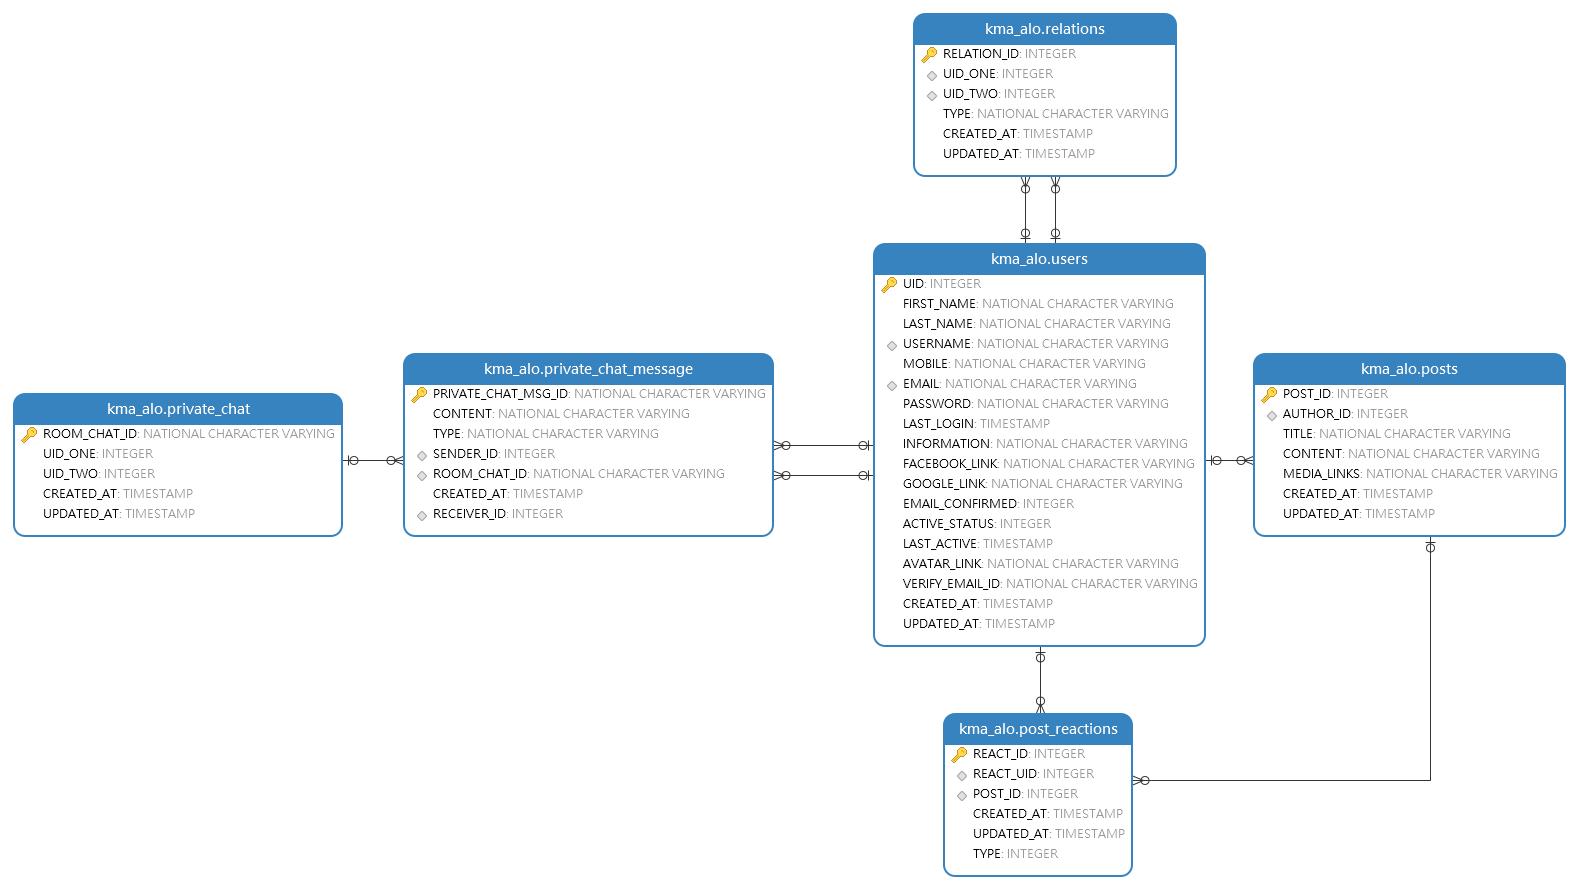 kma_alo.relations
RELATION_ID: INTEGER
UID_ONE: INTEGER
UID_TWO: INTEGER
TYPE: NATIONAL CHARACTER VARYING
CREATED_AT: TIMESTAMP
UPDATED_AT: TIMESTAMP
kma_alo.users
UID: INTEGER
FIRST_NAME: NATIONAL CHARACTER VARYING
LAST_NAME: NATIONAL CHARACTER VARYING
USERNAME: NATIONAL CHARACTER VARYING
MOBILE: NATIONAL CHARACTER VARYING
EMAIL: NATIONAL CHARACTER VARYING
PASSWORD: NATIONAL CHARACTER VARYING
LAST_LOGIN: TIMESTAMP
INFORMATION: NATIONAL CHARACTER VARYING
FACEBOOK_LINK: NATIONAL CHARACTER VARYING
GOOGLE_LINK: NATIONAL CHARACTER VARYING
EMAIL_CONFIRMED: INTEGER
ACTIVE_STATUS: INTEGER
LAST_ACTIVE: TIMESTAMP
AVATAR_LINK: NATIONAL CHARACTER VARYING
VERIFY_EMAIL_ID: NATIONAL CHARACTER VARYING
CREATED_AT: TIMESTAMP
UPDATED_AT: TIMESTAMP
kma_alo.private_chat
ROOM_CHAT_ID: NATIONAL CHARACTER VARYING
UID_ONE: INTEGER
UID_TWO: INTEGER
CREATED_AT: TIMESTAMP
UPDATED_AT: TIMESTAMP
kma_alo.private_chat_message
PRIVATE_CHAT_MSG_ID: NATIONAL CHARACTER VARYING
CONTENT: NATIONAL CHARACTER VARYING
TYPE: NATIONAL CHARACTER VARYING
SENDER_ID: INTEGER
ROOM_CHAT_ID: NATIONAL CHARACTER VARYING
CREATED_AT: TIMESTAMP
RECEIVER_ID: INTEGER
kma_alo.posts
POST_ID: INTEGER
AUTHOR_ID: INTEGER
TITLE: NATIONAL CHARACTER VARYING
CONTENT: NATIONAL CHARACTER VARYING
MEDIA_LINKS: NATIONAL CHARACTER VARYING
CREATED_AT: TIMESTAMP
UPDATED_AT: TIMESTAMP
kma_alo.post_reactions
REACT_ID: INTEGER
REACT_UID: INTEGER
POST_ID: INTEGER
CREATED_AT: TIMESTAMP
UPDATED_AT: TIMESTAMP
TYPE: INTEGER